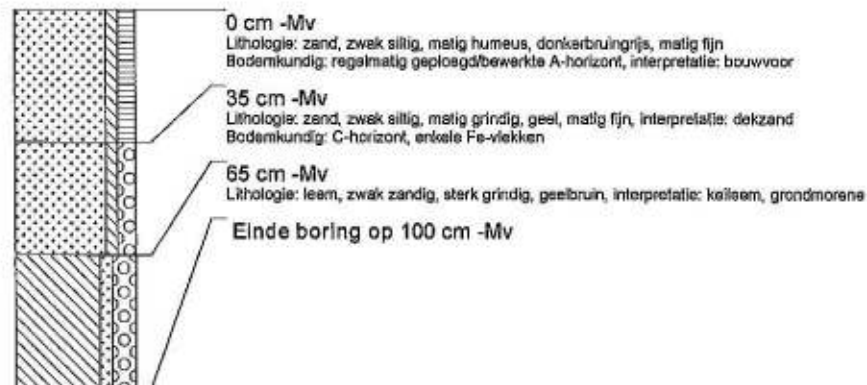 0 cm -Mv
Lithologie: zand, zwak siltig, matig humeus, donkerbruingrijs, matig fijn
Bodemkundig: regelmatig geploegd/bewerkte A-horizont, interpretatie: bouwvoor
35 cm -Mv
Lithologie: zand, zwak siltig, matig grindig, geel, matig fijn, interpretatie: dekzand
Bodemkundig: C-horizont, enkele Fe-vlekken
65 cm -Mv
Lithologie: leem, zwak zandig, sterk grindig, geelbruin, interpretatie: keileem, grondmorene
Einde boring op 100 cm -Mv